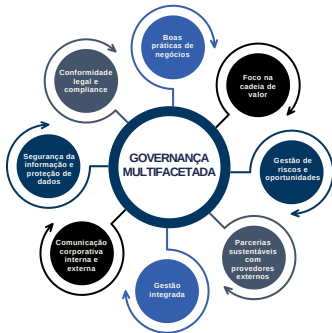 Boas
práticas de
negócios
Foco na
cadeia de
valor
Gestão de
riscos e
oportunidades
Parcerias
sustentáveis
com
provedores
externos
Gestão
integrada
Comunicação
corporativa
interna e
externa
Segurança da
informação e
proteção de
dados
Conformidade
legal e
compliance
GOVERNANÇA
MULTIFACETADA